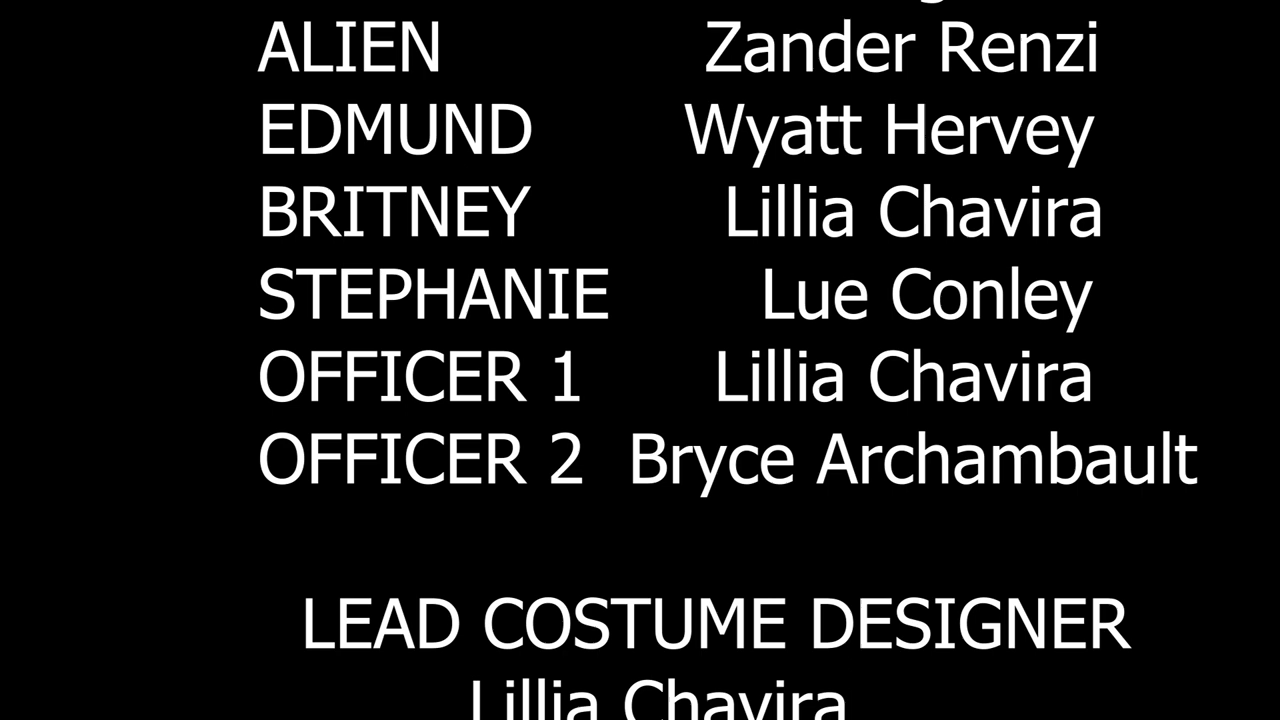 ALIEN Zander Renzi
EDMUND Wyatt Hervey
BRITNEY Lillia Chavira
STEPHANIE Lue Conley
OFFICER 1 Lillia Chavira
OFFICER 2 Bryce Archambault
LEAD COSTUME DESIGNER
Lillia Chavira